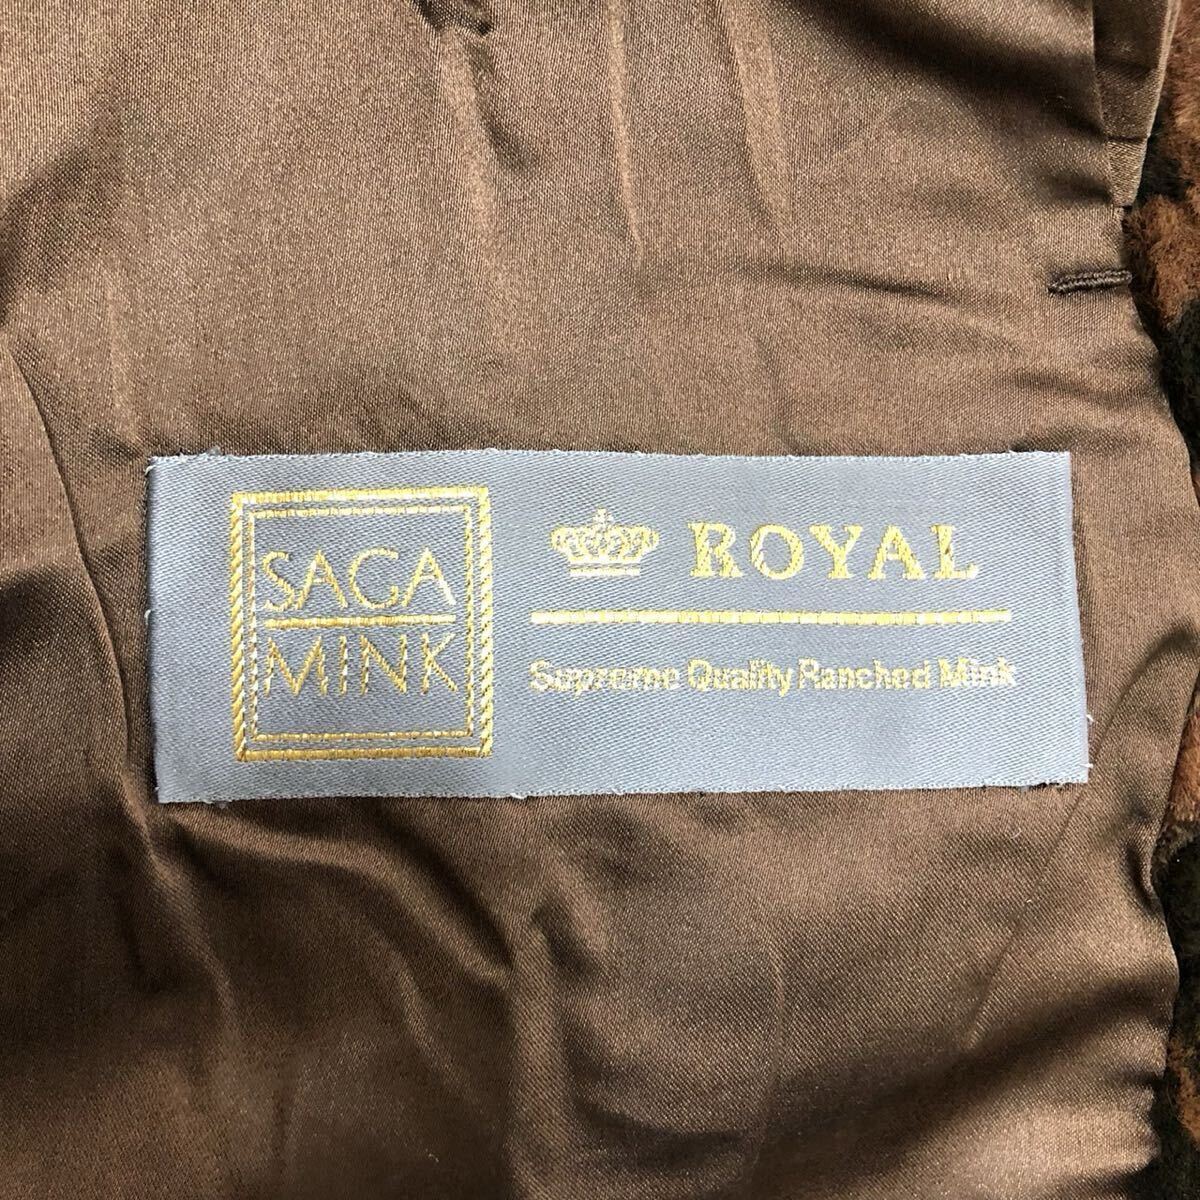 SAGA
MINK
ROYAL
Supreme Quality Ranched Mink